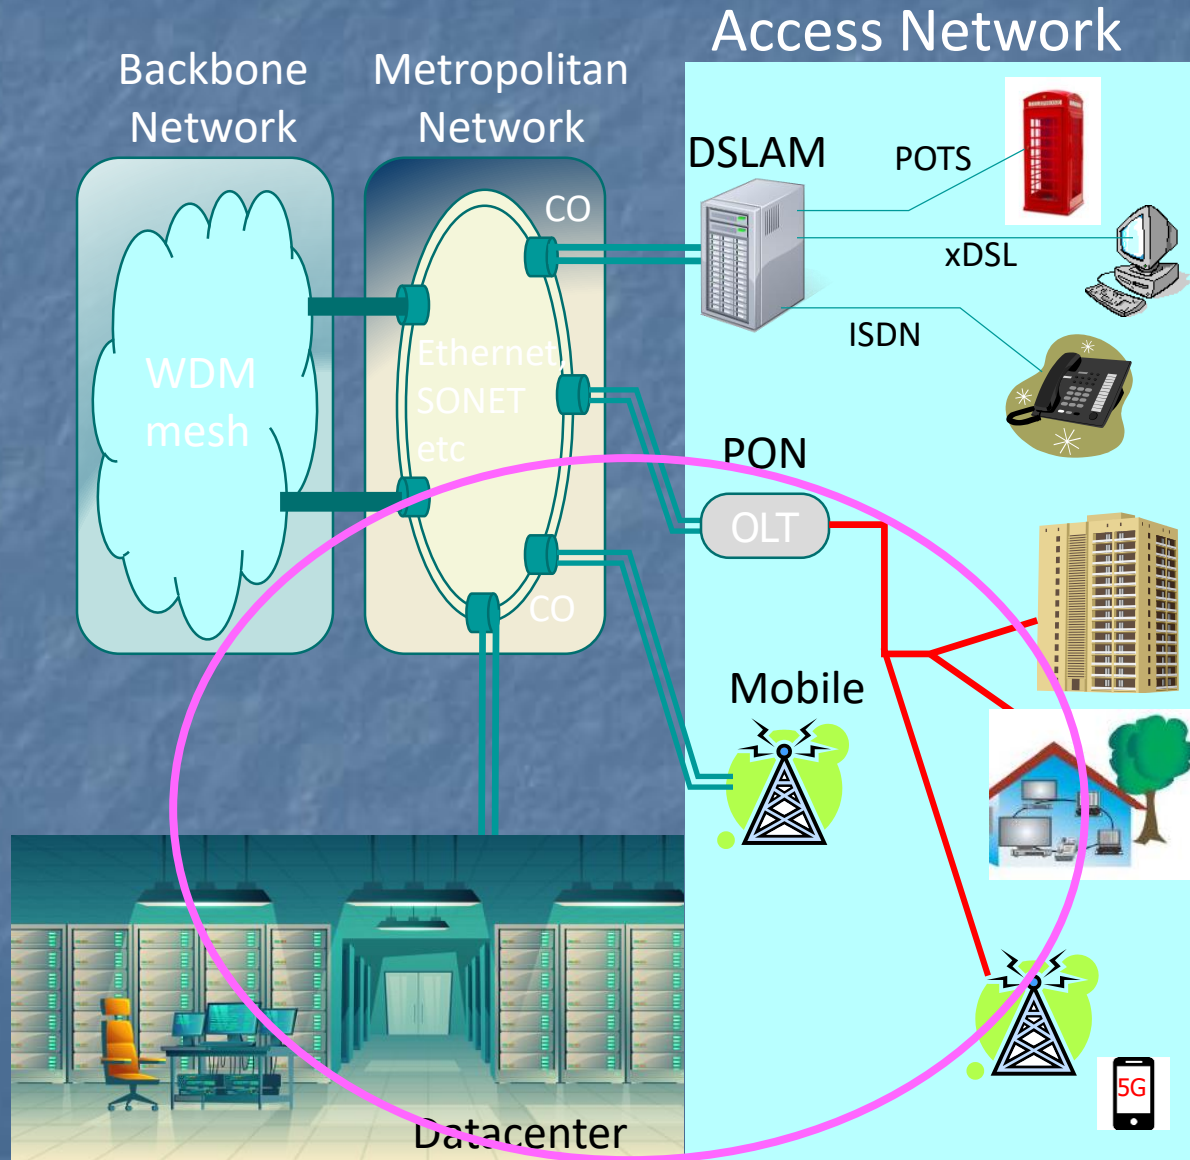 Access Network
Backbone
Network
Metropolitan
Network
DSLAM
POTS
CO
xDSL
ISDN
WDM
mesh
Ethernet,
SONET
etc
PON
OLT
CO
Mobile
5G
Datacenter